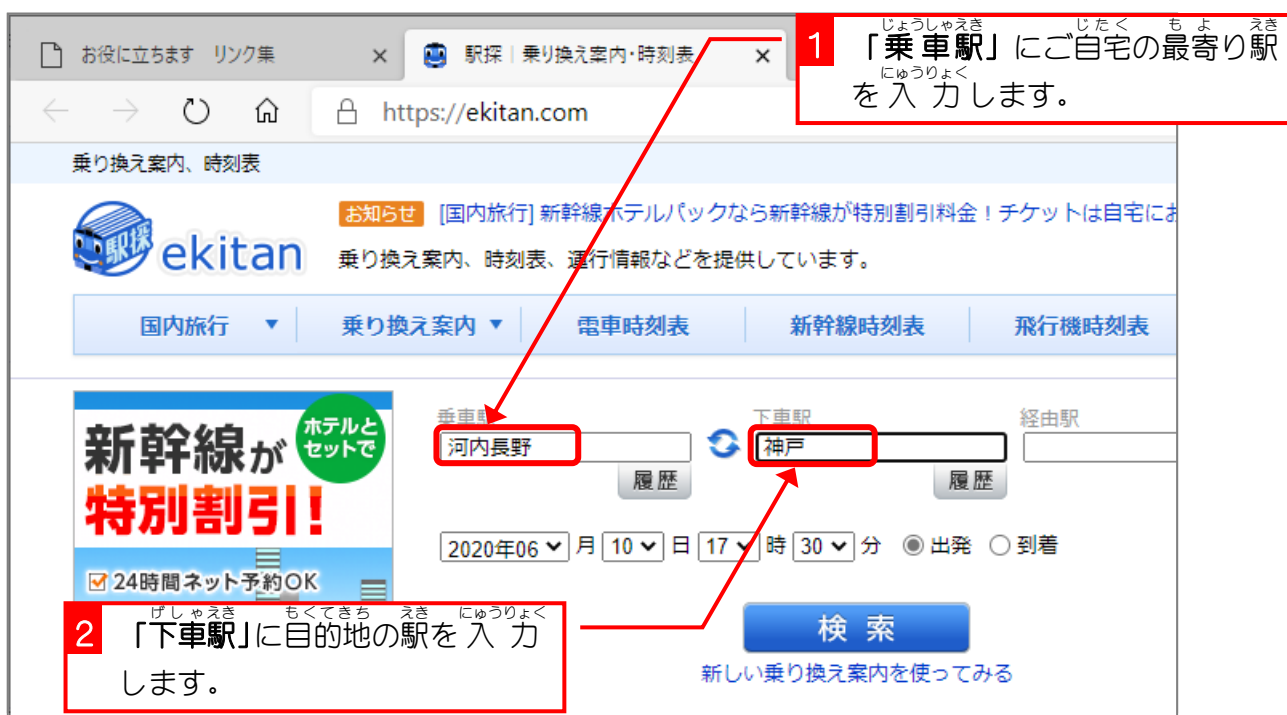 お役に立ちます リンク集
駅探｜乗り換え案内・時刻表
1
じょうしゃえき じたく もよ えき
「乗車駅」にご自宅の最寄り駅
にゅうりょく
を入力します。
https://ekitan.com
乗り換え案内、時刻表
駅探 ekitan
お知らせ [国内旅行] 新幹線ホテルパックなら新幹線が特別割引料金！チケットは自宅にお
乗り換え案内、時刻表、運行情報などを提供しています。
国内旅行 ▼ 乗り換え案内 ▼ 電車時刻表 新幹線時刻表 飛行機時刻表
新幹線が
ホテルと
セットで
特別割引！
24時間ネット予約OK
乗車駅 下車駅 経由駅
河内長野 神戸
履歴 履歴
2020年06 月 10 日 17 時 30 分 出発 到着
検索
新しい乗り換え案内を使ってみる
2
げしゃえき もくてきち えき にゅうりょく
「下車駅」に目的地の駅を入力
します。